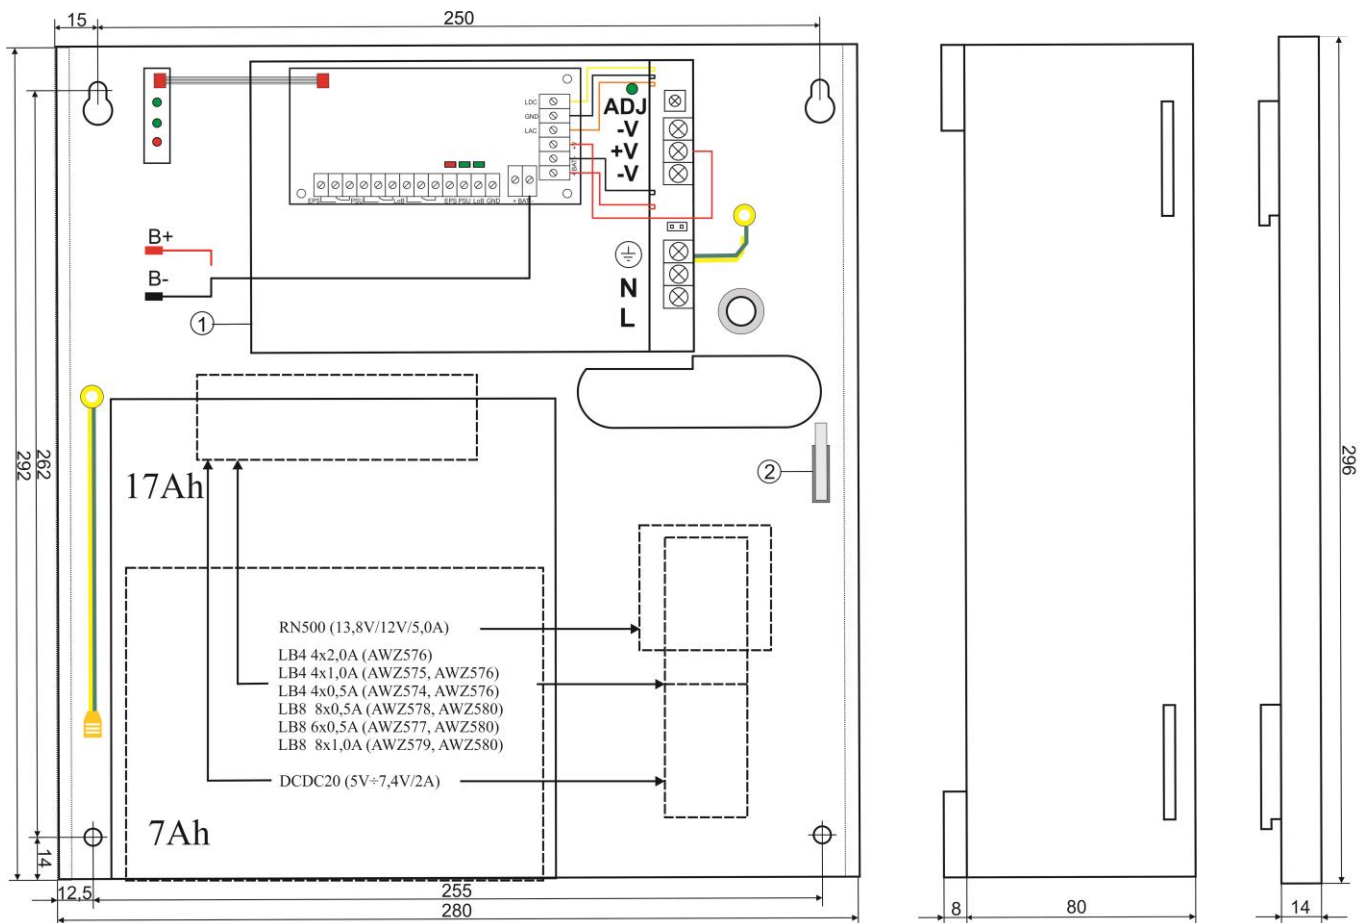 15
250
LDC
GND
LAC
+V
+ BAT -
ADJ
-V
+V
-V
EPS
PSU
LoB
EPS PSU LoB GND
+ BAT -
B+
B-
1
N
L
292
262
17Ah
2
296
RN500 (13,8V/12V/5,0A)
LB4 4x2,0A (AWZ576)
LB4 4x1,0A (AWZ575, AWZ576)
LB4 4x0,5A (AWZ574, AWZ576)
LB8 8x0,5A (AWZ578, AWZ580)
LB8 6x0,5A (AWZ577, AWZ580)
LB8 8x1,0A (AWZ579, AWZ580)
DCDC20 (5V÷7,4V/2A)
7Ah
14
12,5
255
280
8
80
14